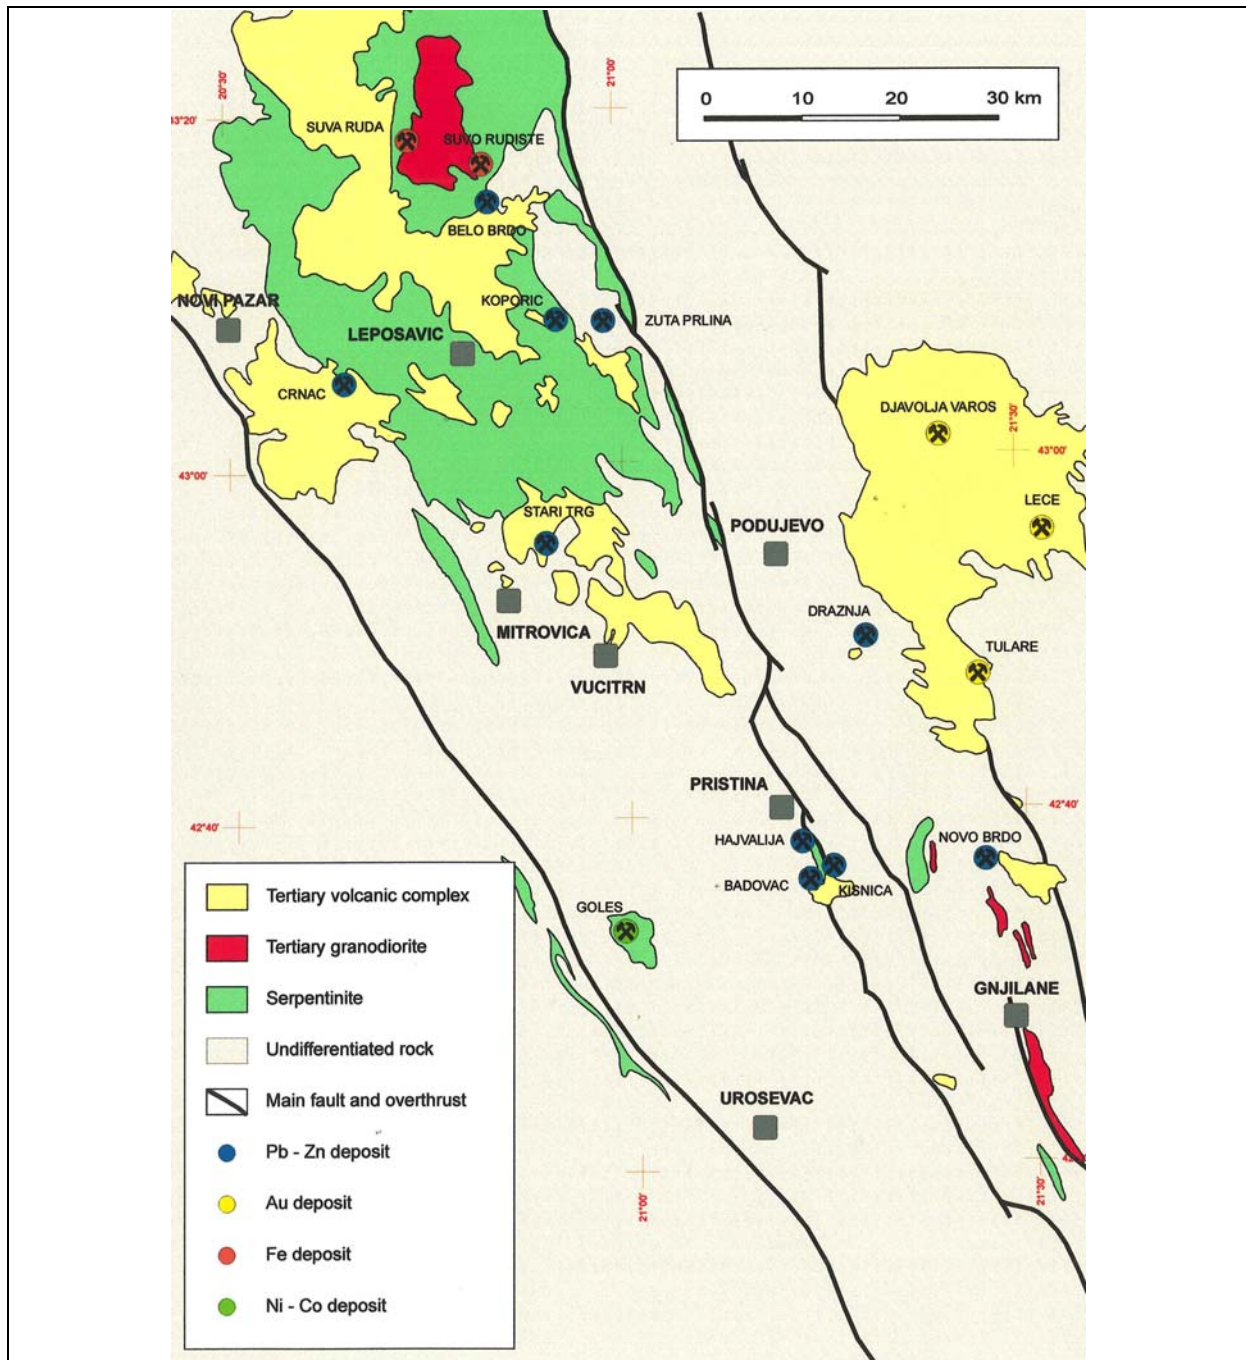 20°30'
21°00'
43°20'
0 10 20 30 km
SUVA RUDA
SUVO RUDISTE
BELO BRDO
NOVI PAZAR
KOPORIC
ZUTA PRLINA
LEPOSAVIC
CRNAC
DJAVOLJA VAROS
21°30'
43°00'
43°00'
LECE
STARI TRG
PODUJEVO
DRAZNJA
MITROVICA
TULARE
VUCITRN
PRISTINA
42°40'
42°40'
HAJVALIJA
NOVO BRDO
BADOVAC
KISNICA
GOLES
GNJILANE
UROSEVAC
21°00'
21°30'
42°
Tertiary volcanic complex
Tertiary granodiorite
Serpentinite
Undifferentiated rock
Main fault and overthrust
Pb - Zn deposit
Au deposit
Fe deposit
Ni - Co deposit